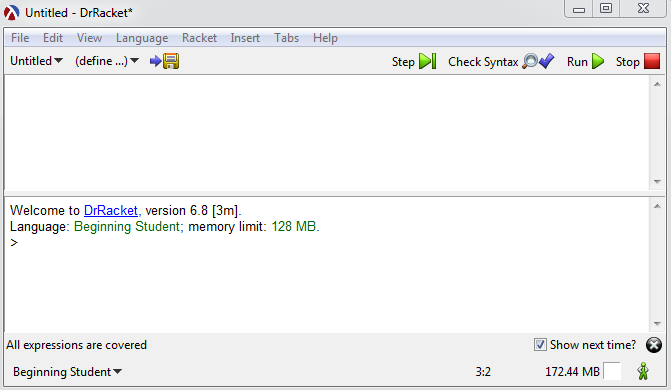 Untitled - DrRacket*
File Edit View Language Racket Insert Tabs Help
Untitled (define ...) Step Check Syntax Run Stop
Welcome to DrRacket, version 6.8 [3m].
Language: Beginning Student; memory limit: 128 MB.
>
All expressions are covered Show next time?
Beginning Student 3:2 172.44 MB